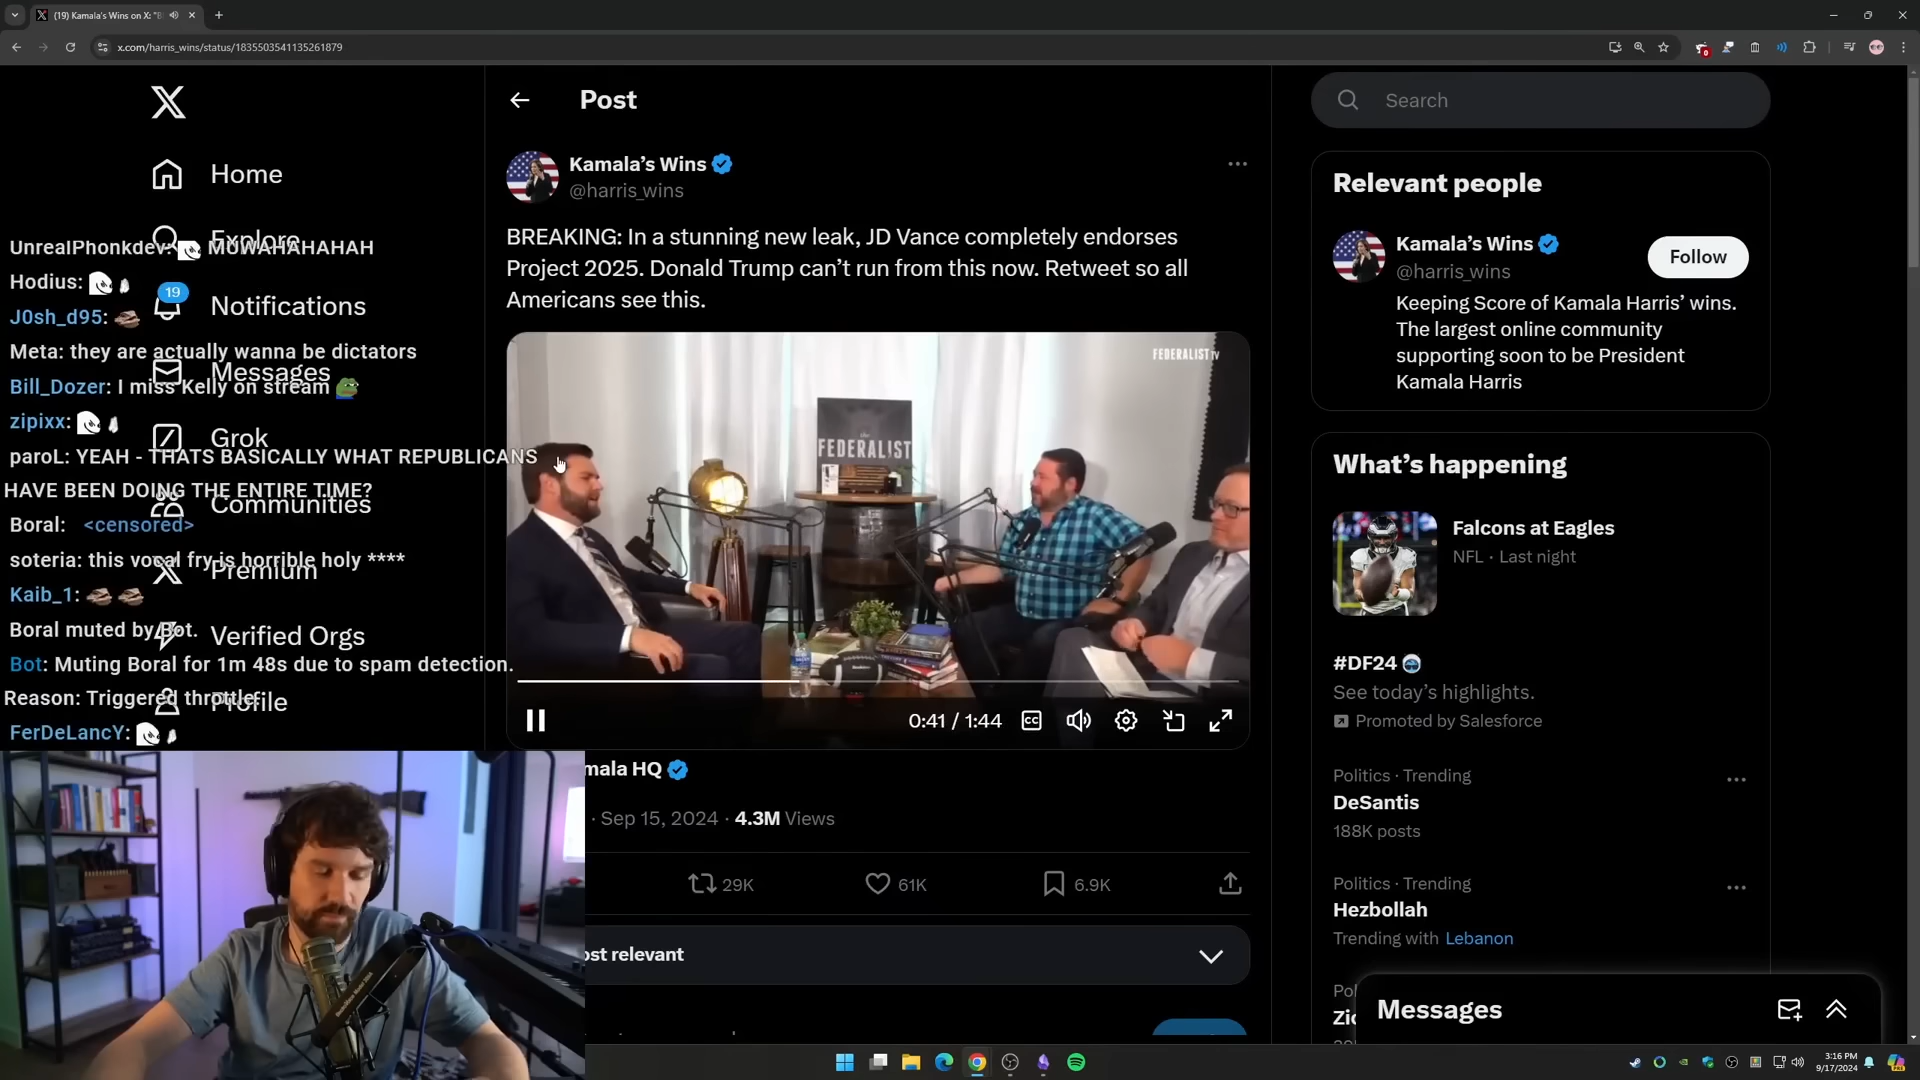 (19) Kamala's Wins on X: "B
x.com/harris_wins/status/1835503541135261879
Home
Explore
19
Notifications
Messages
Grok
Communities
Premium
Verified Orgs
Profile
UnrealPhonkdev: MUWAHAHAHAH
Hodius:
J0sh_d95:
Meta: they are actually wanna be dictators
Bill_Dozer: I miss Kelly on stream
zipixx:
paroL: YEAH - THATS BASICALLY WHAT REPUBLICANS
HAVE BEEN DOING THE ENTIRE TIME?
Boral: <censored>
soteria: this vocal fry is horrible holy ****
Kaib_1:
Boral muted by Bot.
Bot: Muting Boral for 1m 48s due to spam detection.
Reason: Triggered throttle
FerDeLancY:
Post
Kamala's Wins
@harris_wins
BREAKING: In a stunning new leak, JD Vance completely endorses
Project 2025. Donald Trump can't run from this now. Retweet so all
Americans see this.
FEDERALIST TV
the
FEDERALIST
0:41 / 1:44
CC
mala HQ
· Sep 15, 2024 · 4.3M Views
29K
61K
6.9K
ost relevant
Search
Relevant people
Kamala's Wins
@harris_wins
Follow
Keeping Score of Kamala Harris' wins.
The largest online community
supporting soon to be President
Kamala Harris
What's happening
Falcons at Eagles
NFL · Last night
#DF24
See today's highlights.
Promoted by Salesforce
Politics · Trending
DeSantis
188K posts
Politics · Trending
Hezbollah
Trending with Lebanon
Pol
Zic
Messages
3:16 PM
9/17/2024